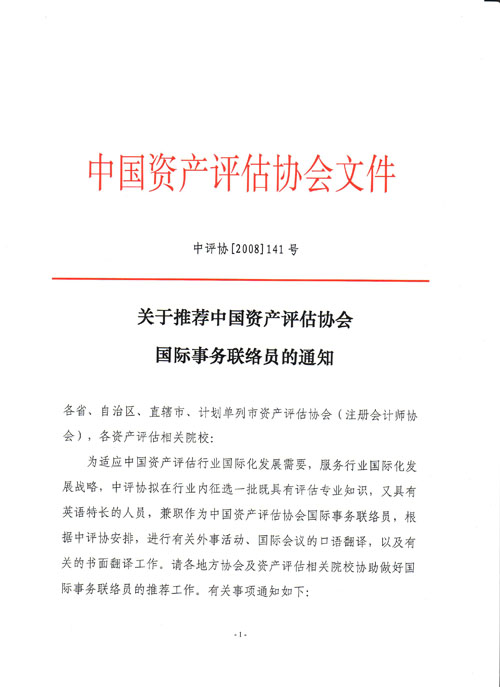 中国资产评估协会文件
中评协[2008]141号
关于推荐中国资产评估协会
国际事务联络员的通知
各省、自治区、直辖市、计划单列市资产评估协会（注册会计师协
会），各资产评估相关院校：
为适应中国资产评估行业国际化发展需要，服务行业国际化发
展战略，中评协拟在行业内征选一批既具有评估专业知识，又具有
英语特长的人员，兼职作为中国资产评估协会国际事务联络员，根
据中评协安排，进行有关外事活动、国际会议的口语翻译，以及有
关的书面翻译工作。请各地方协会及资产评估相关院校协助做好国
际事务联络员的推荐工作。有关事项通知如下：
- 1 -